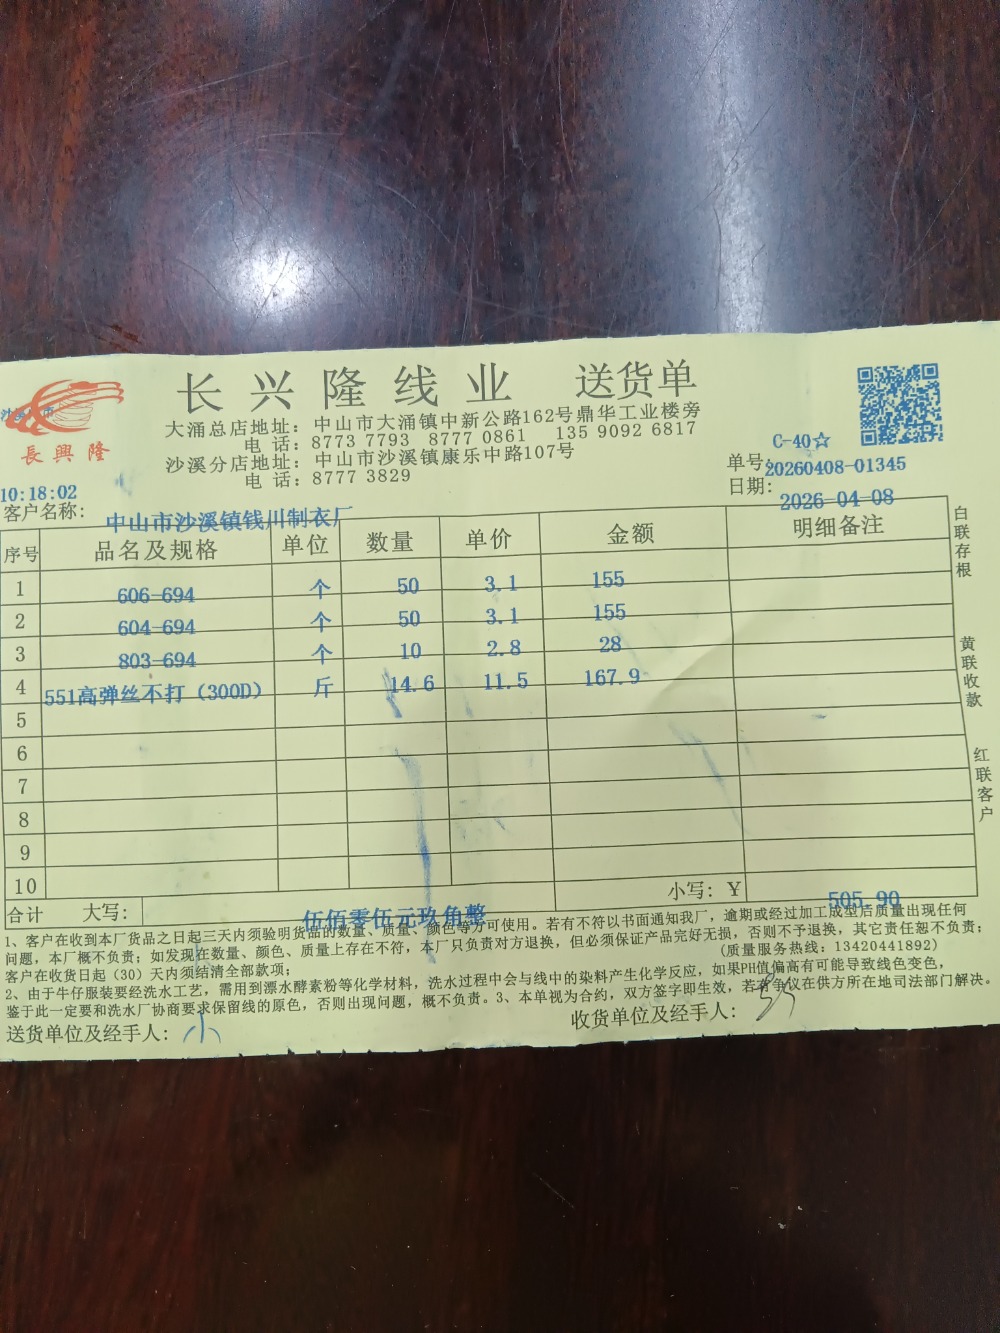 长兴隆线业 送货单
大涌总店地址：中山市大涌镇中新公路162号鼎华工业楼旁
电 话：8773 7793 8777 0861 135 9092 6817
沙溪分店地址：中山市沙溪镇康乐中路107号
电 话：8777 3829
長興隆
C-40☆
单号：20260408-01345
日期：2026-04-08
10:18:02
客户名称：中山市沙溪镇钱川制衣厂
序号 品名及规格 单位 数量 单价 金额 明细备注
1 606-694 个 50 3.1 155
2 604-694 个 50 3.1 155
3 803-694 个 10 2.8 28
4 551高弹丝不打（300D） 斤 14.6 11.5 167.9
5
6
7
8
9
10
合计 大写：伍佰零伍元玖角整 小写：￥505.90
白联存根
黄联收款
红联客户
1、客户在收到本厂货品之日起三天内须验明货品的数量、质量、颜色等方可使用。若有不符以书面通知我厂，逾期或经过加工成型后质量出现任何
问题，本厂概不负责；如发现在数量、颜色、质量上存在不符，本厂只负责对方退换，但必须保证产品完好无损，否则不予退换，其它责任恕不负责；
客户在收货日起（30）天内须结清全部款项； （质量服务热线：13420441892）
2、由于牛仔服装要经洗水工艺，需用到漂水酵素粉等化学材料，洗水过程中会与线中的染料产生化学反应，如果PH值偏高有可能导致线色变色，
鉴于此一定要和洗水厂协商要求保留线的原色，否则出现问题，概不负责。3、本单视为合约，双方签字即生效，若有争议在供方所在地司法部门解决。
送货单位及经手人：小
收货单位及经手人：